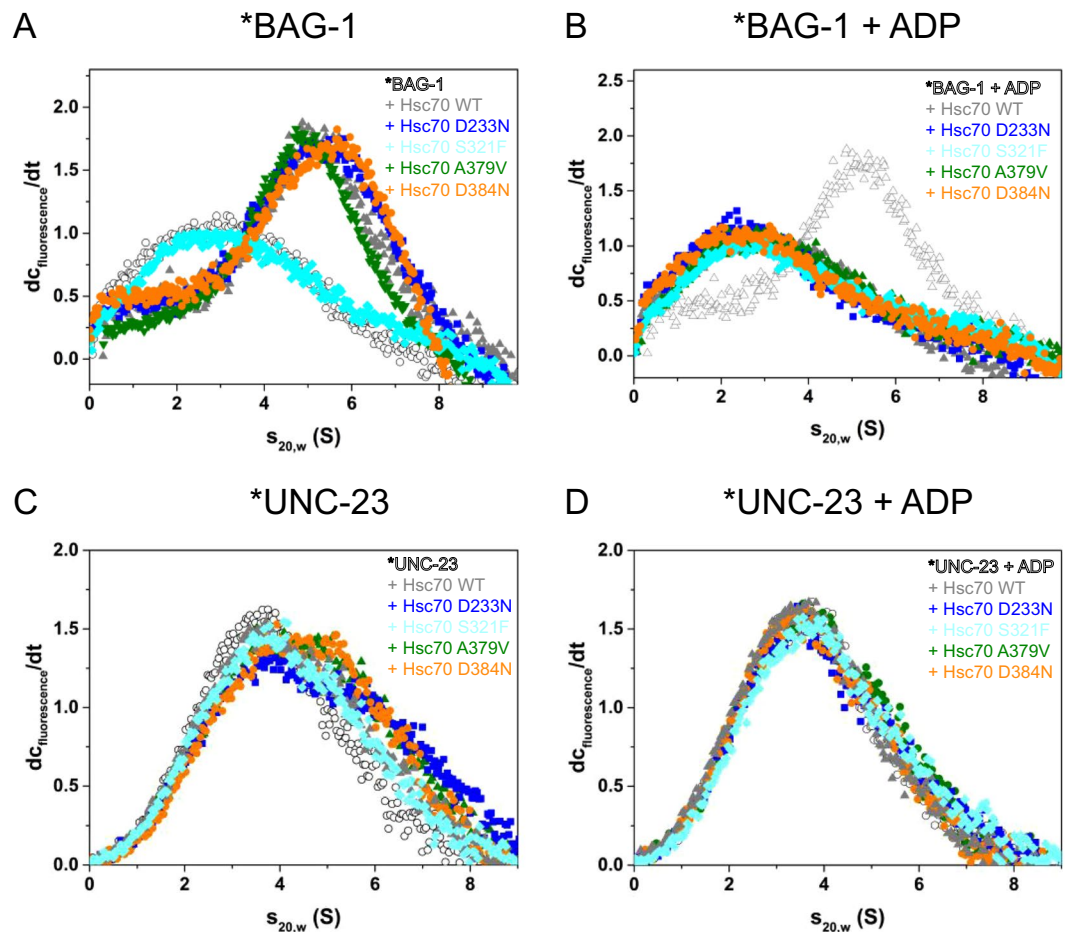 A
*BAG-1
dcfluorescence/dt
2.0
1.5
1.0
0.5
0.0
*BAG-1
+ Hsc70 WT
+ Hsc70 D233N
+ Hsc70 S321F
+ Hsc70 A379V
+ Hsc70 D384N
0 2 4 6 8
s20,w (S)
B
*BAG-1 + ADP
dcfluorescence/dt
2.5
2.0
1.5
1.0
0.5
0.0
*BAG-1 + ADP
+ Hsc70 WT
+ Hsc70 D233N
+ Hsc70 S321F
+ Hsc70 A379V
+ Hsc70 D384N
0 2 4 6 8
s20,w (S)
C
*UNC-23
dcfluorescence/dt
2.0
1.5
1.0
0.5
0.0
*UNC-23
+ Hsc70 WT
+ Hsc70 D233N
+ Hsc70 S321F
+ Hsc70 A379V
+ Hsc70 D384N
0 2 4 6 8
s20,w (S)
D
*UNC-23 + ADP
dcfluorescence/dt
2.0
1.5
1.0
0.5
0.0
*UNC-23 + ADP
+ Hsc70 WT
+ Hsc70 D233N
+ Hsc70 S321F
+ Hsc70 A379V
+ Hsc70 D384N
0 2 4 6 8
s20,w (S)